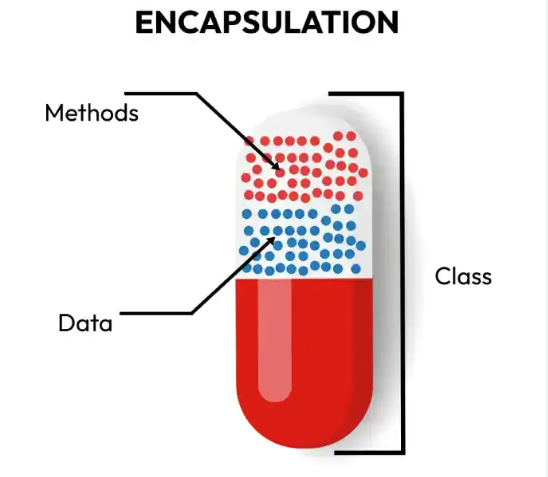 ENCAPSULATION
Methods
Class
Data